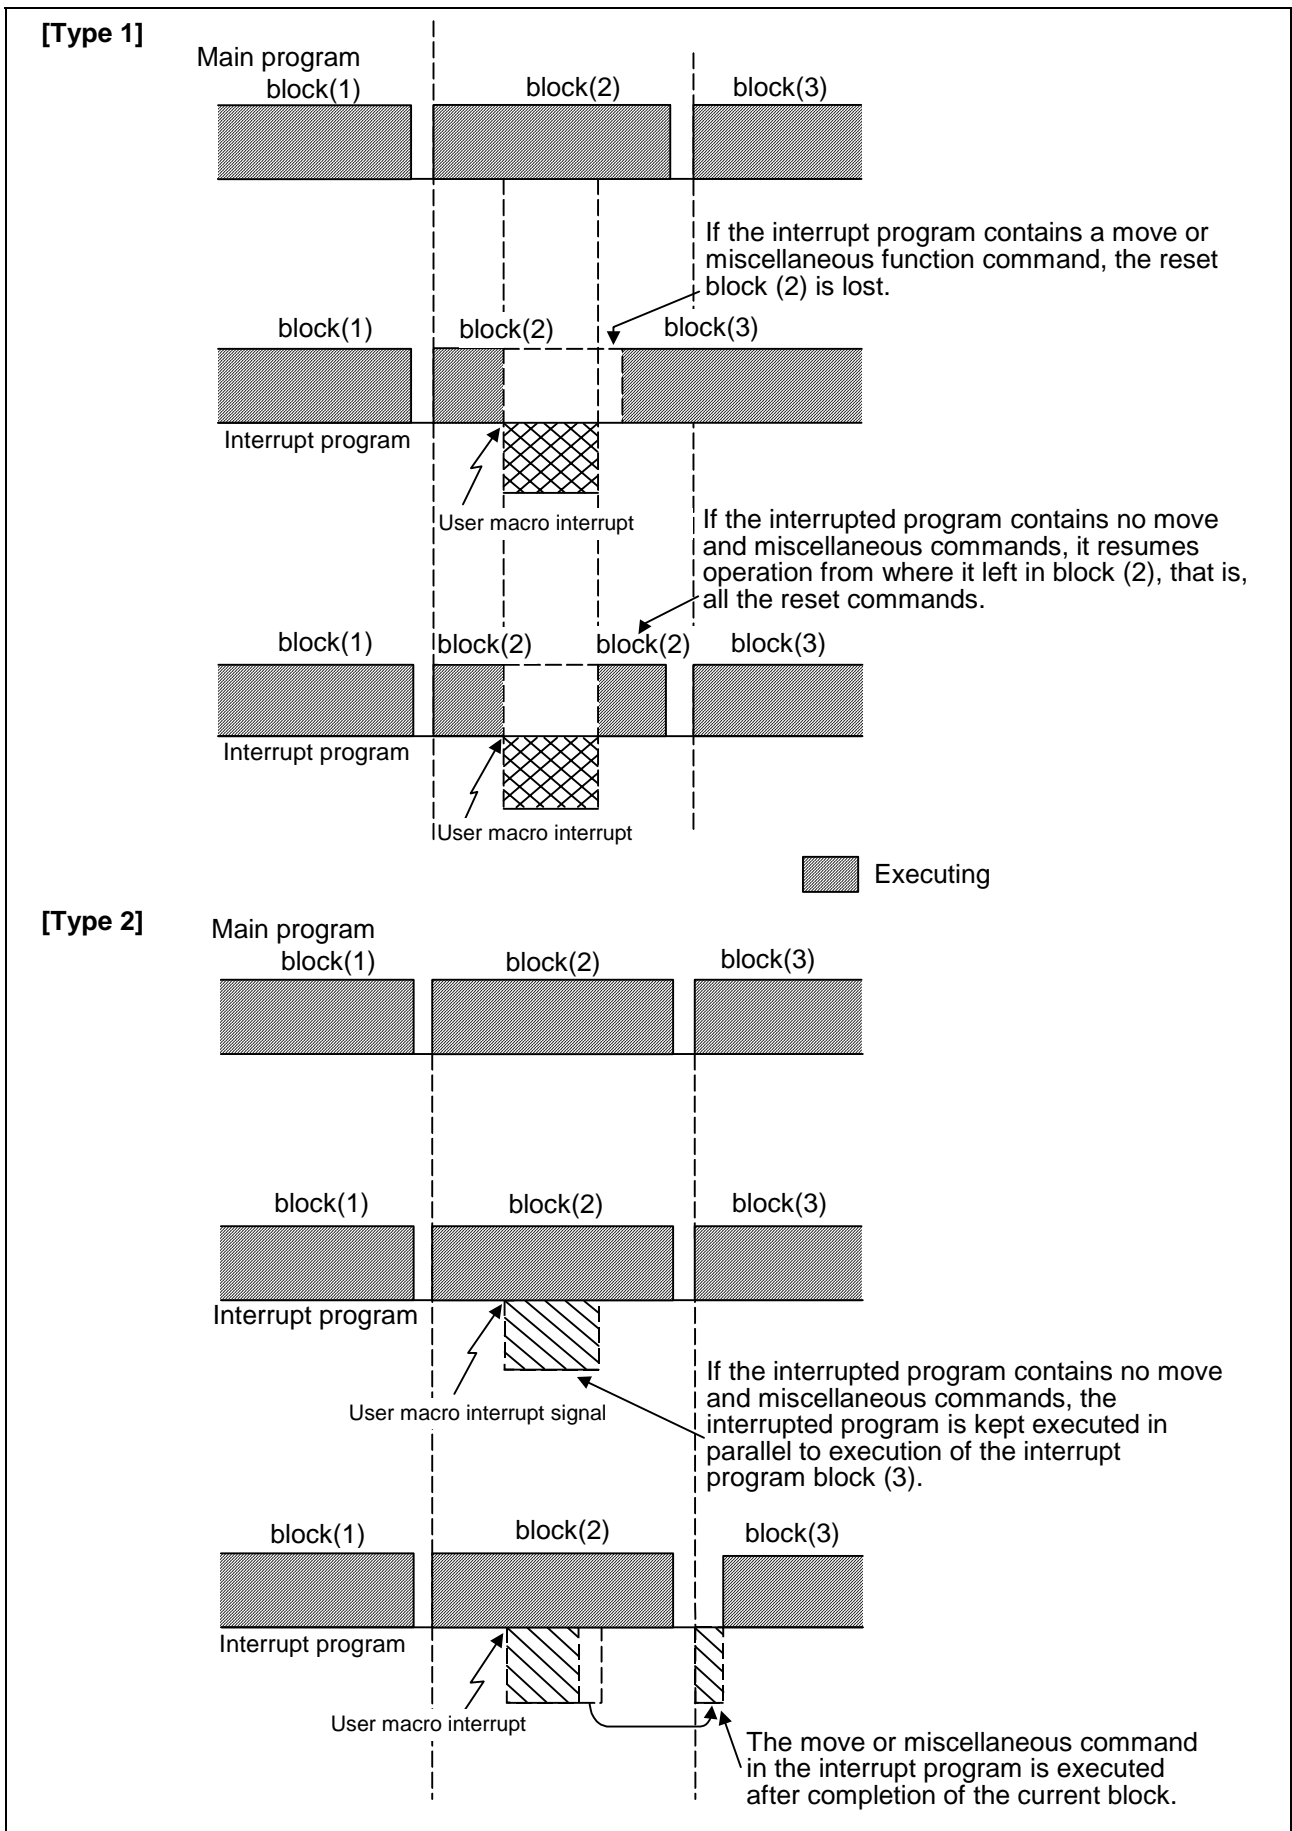 [Type 1]
Main program
block(1)
block(2)
block(3)
If the interrupt program contains a move or
miscellaneous function command, the reset
block (2) is lost.
block(1)
block(2)
block(3)
Interrupt program
User macro interrupt
If the interrupted program contains no move
and miscellaneous commands, it resumes
operation from where it left in block (2), that is,
all the reset commands.
block(1)
block(2)
block(2)
block(3)
Interrupt program
User macro interrupt
Executing
[Type 2]
Main program
block(1)
block(2)
block(3)
block(1)
block(2)
block(3)
Interrupt program
User macro interrupt signal
If the interrupted program contains no move
and miscellaneous commands, the
interrupted program is kept executed in
parallel to execution of the interrupt
program block (3).
block(1)
block(2)
block(3)
Interrupt program
User macro interrupt
The move or miscellaneous command
in the interrupt program is executed
after completion of the current block.